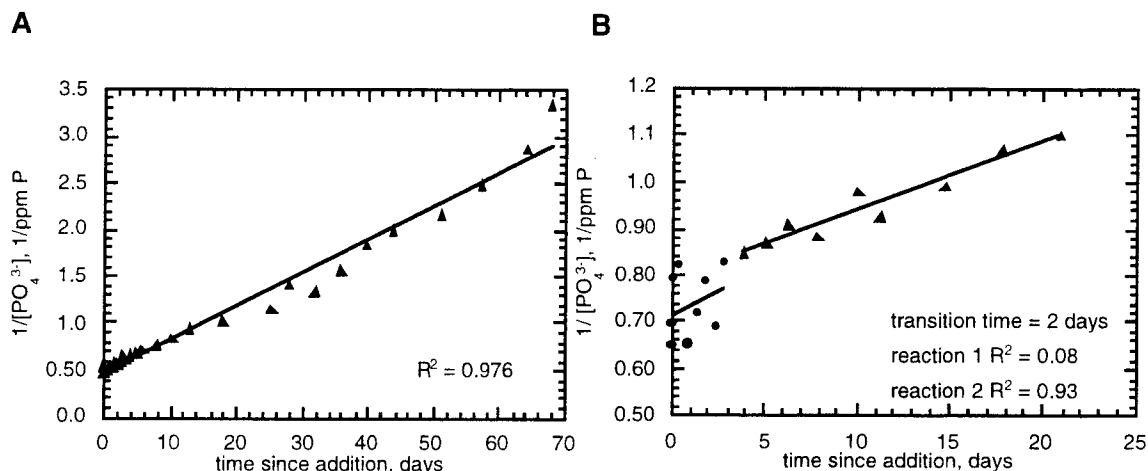 A
3.5
3.0
2.5
2.0
1.5
1.0
0.50
0.0
1/[PO₄³⁻], 1/ppm P
R² = 0.976
0 10 20 30 40 50 60 70
time since addition, days
B
1.2
1.1
1.0
0.90
0.80
0.70
0.60
0.50
1/ [PO₄³⁻], 1/ppm P
transition time = 2 days
reaction 1 R² = 0.08
reaction 2 R² = 0.93
0 5 10 15 20 25
time since addition, days